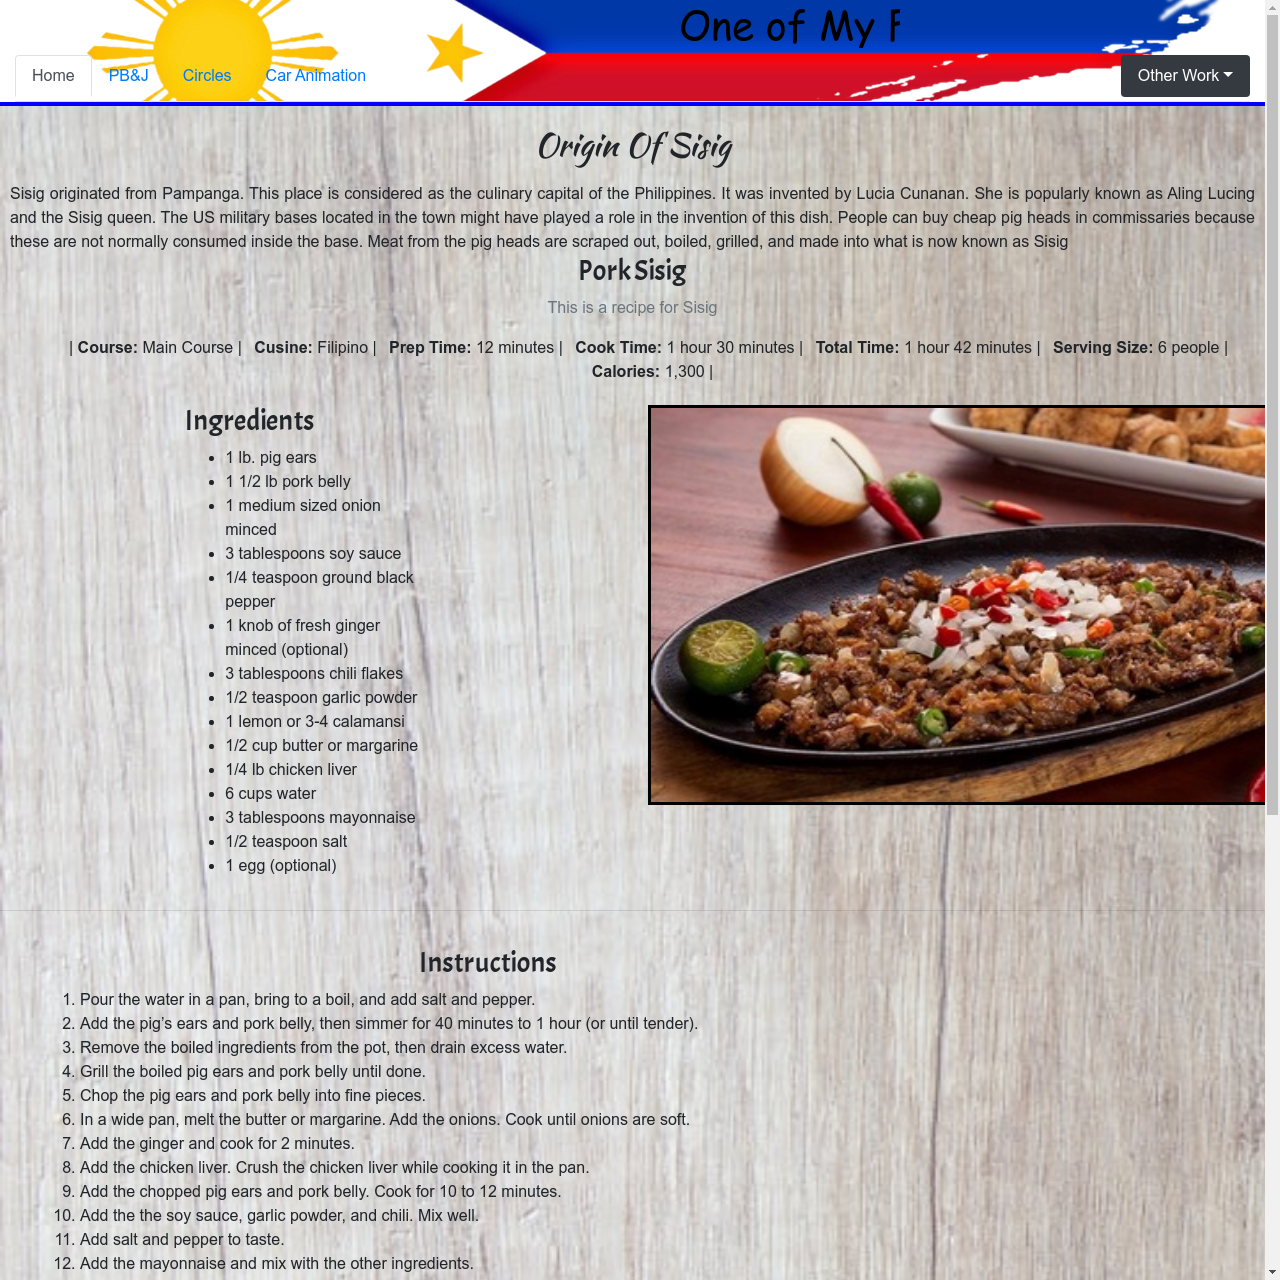 One of My F
Home PB&J Circles Car Animation Other Work
Origin Of Sisig
Sisig originated from Pampanga. This place is considered as the culinary capital of the Philippines. It was invented by Lucia Cunanan. She is popularly known as Aling Lucing
and the Sisig queen. The US military bases located in the town might have played a role in the invention of this dish. People can buy cheap pig heads in commissaries because
these are not normally consumed inside the base. Meat from the pig heads are scraped out, boiled, grilled, and made into what is now known as Sisig
Pork Sisig
This is a recipe for Sisig
| Course: Main Course | Cusine: Filipino | Prep Time: 12 minutes | Cook Time: 1 hour 30 minutes | Total Time: 1 hour 42 minutes | Serving Size: 6 people |
Calories: 1,300 |
Ingredients
• 1 lb. pig ears
• 1 1/2 lb pork belly
• 1 medium sized onion
minced
• 3 tablespoons soy sauce
• 1/4 teaspoon ground black
pepper
• 1 knob of fresh ginger
minced (optional)
• 3 tablespoons chili flakes
• 1/2 teaspoon garlic powder
• 1 lemon or 3-4 calamansi
• 1/2 cup butter or margarine
• 1/4 lb chicken liver
• 6 cups water
• 3 tablespoons mayonnaise
• 1/2 teaspoon salt
• 1 egg (optional)
Instructions
1. Pour the water in a pan, bring to a boil, and add salt and pepper.
2. Add the pig’s ears and pork belly, then simmer for 40 minutes to 1 hour (or until tender).
3. Remove the boiled ingredients from the pot, then drain excess water.
4. Grill the boiled pig ears and pork belly until done.
5. Chop the pig ears and pork belly into fine pieces.
6. In a wide pan, melt the butter or margarine. Add the onions. Cook until onions are soft.
7. Add the ginger and cook for 2 minutes.
8. Add the chicken liver. Crush the chicken liver while cooking it in the pan.
9. Add the chopped pig ears and pork belly. Cook for 10 to 12 minutes.
10. Add the the soy sauce, garlic powder, and chili. Mix well.
11. Add salt and pepper to taste.
12. Add the mayonnaise and mix with the other ingredients.